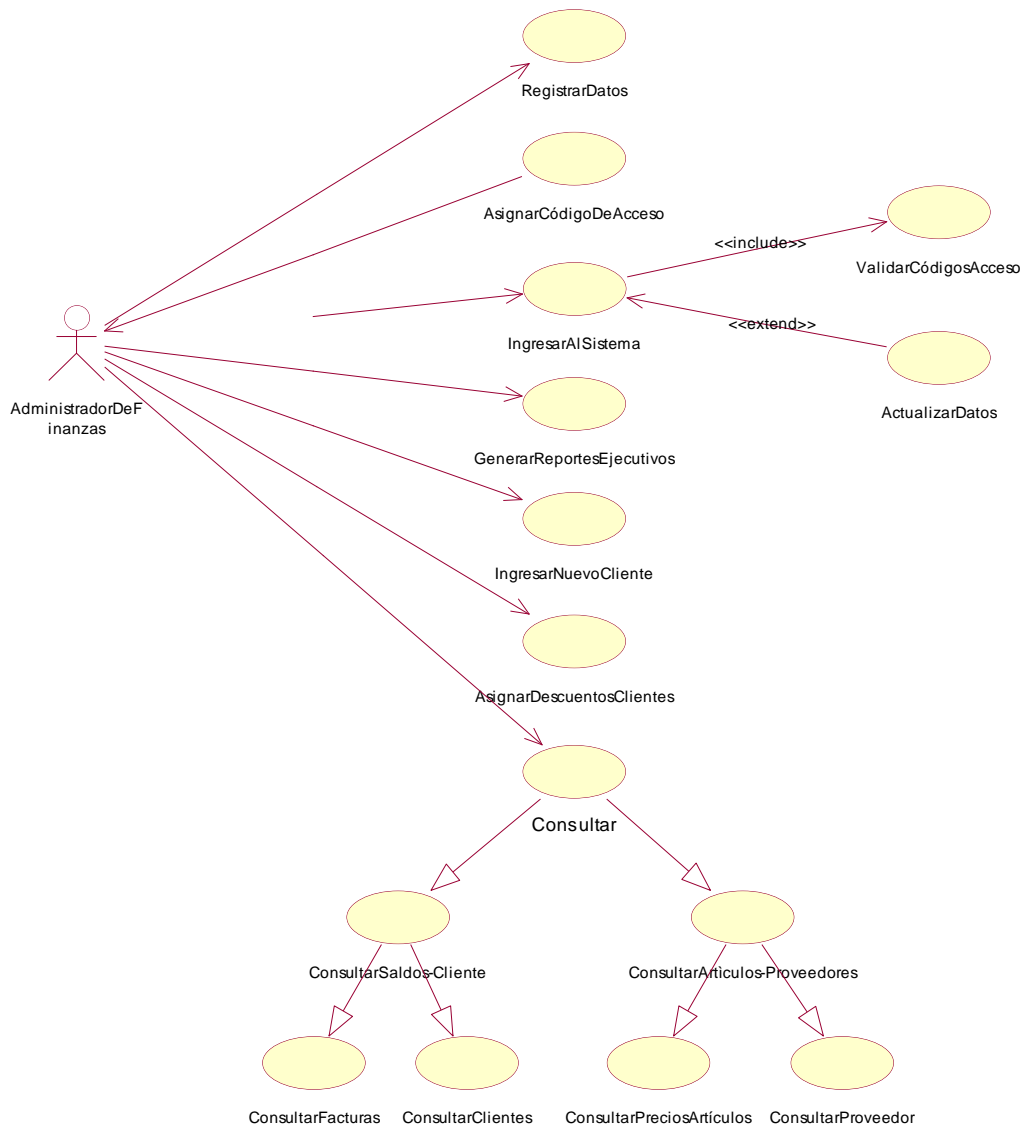 RegistrarDatos
AsignarCódigoDeAcceso
<<include>>
ValidarCódigosAcceso
IngresarAlSistema
<<extend>>
ActualizarDatos
AdministradorDeF
inanzas
GenerarReportesEjecutivos
IngresarNuevoCliente
AsignarDescuentosClientes
Consultar
ConsultarSaldos-Cliente
ConsultarArticulos-Proveedores
ConsultarFacturas
ConsultarClientes
ConsultarPreciosArtículos
ConsultarProveedor